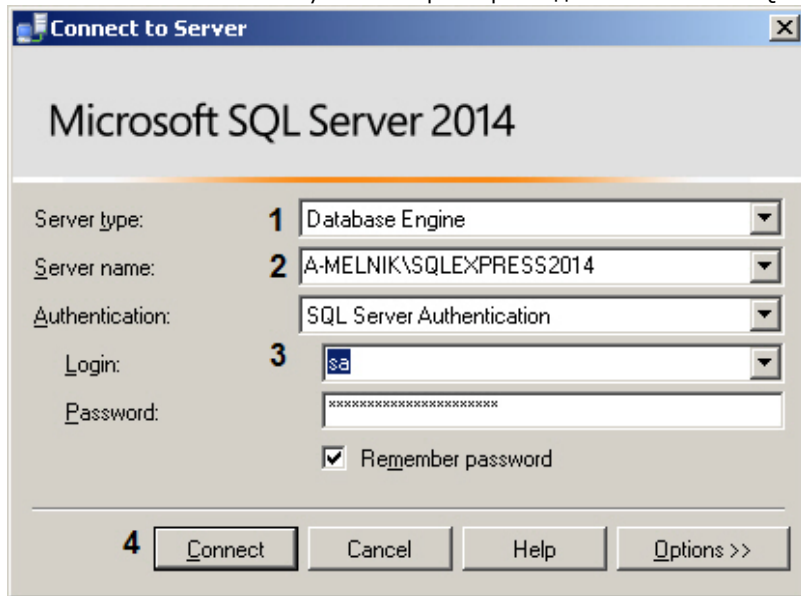 Connect to Server
Microsoft SQL Server 2014
Server type: 1 Database Engine
Server name: 2 A-MELNIK\SQLEXPRESS2014
Authentication: SQL Server Authentication
Login: 3 sa
Password: **********************
Remember password
4 Connect Cancel Help Options >>